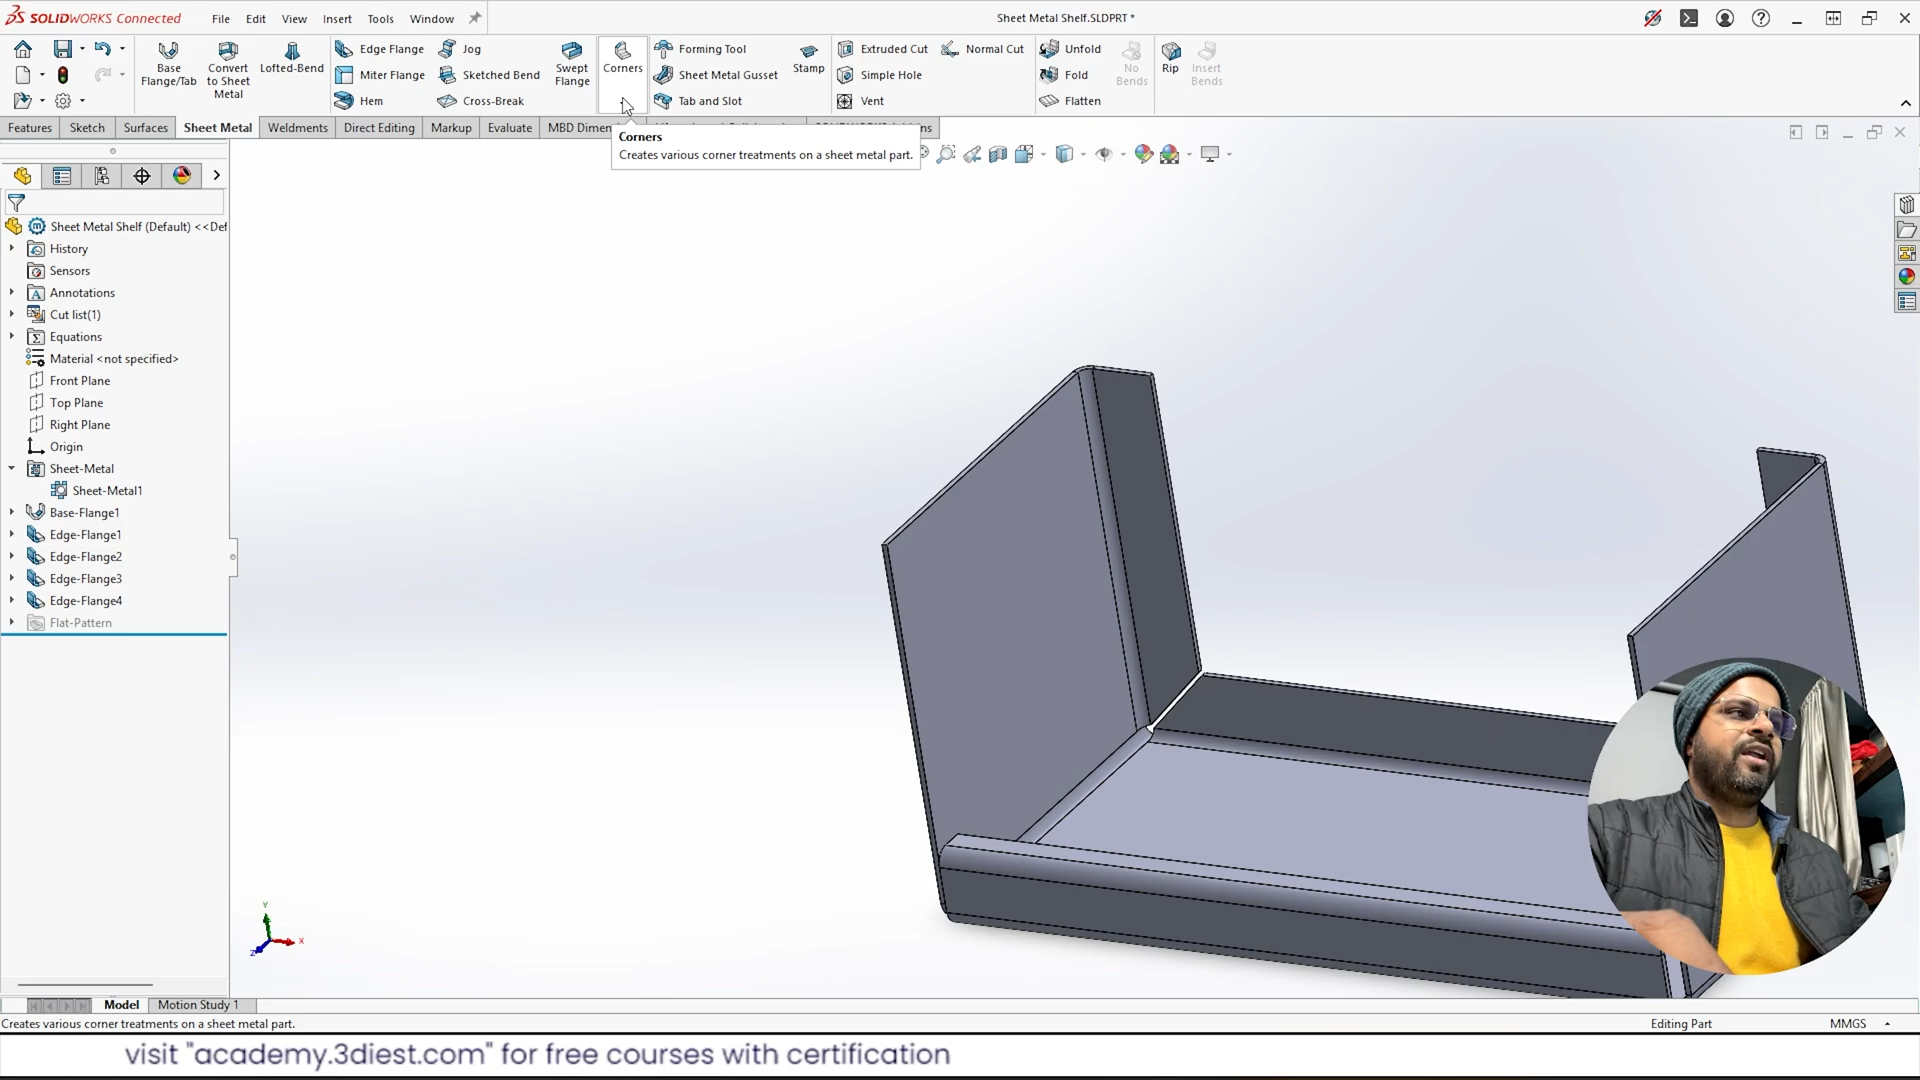 SOLIDWORKS Connected
File Edit View Insert Tools Window
Sheet Metal Shelf.SLDPRT *
Base Flange/Tab
Convert to Sheet Metal
Lofted-Bend
Edge Flange
Miter Flange
Hem
Jog
Sketched Bend
Cross-Break
Swept Flange
Corners
Forming Tool
Sheet Metal Gusset
Tab and Slot
Stamp
Extruded Cut
Simple Hole
Vent
Normal Cut
Unfold
Fold
Flatten
No Bends
Rip
Insert Bends
Features Sketch Surfaces Sheet Metal Weldments Direct Editing Markup Evaluate MBD Dimen
Corners
Creates various corner treatments on a sheet metal part.
Sheet Metal Shelf (Default) <<Def
History
Sensors
Annotations
Cut list(1)
Equations
Material <not specified>
Front Plane
Top Plane
Right Plane
Origin
Sheet-Metal
Sheet-Metal1
Base-Flange1
Edge-Flange1
Edge-Flange2
Edge-Flange3
Edge-Flange4
Flat-Pattern
Y
X
Z
Model Motion Study 1
Creates various corner treatments on a sheet metal part.
Editing Part MMGS
visit "academy.3diest.com" for free courses with certification